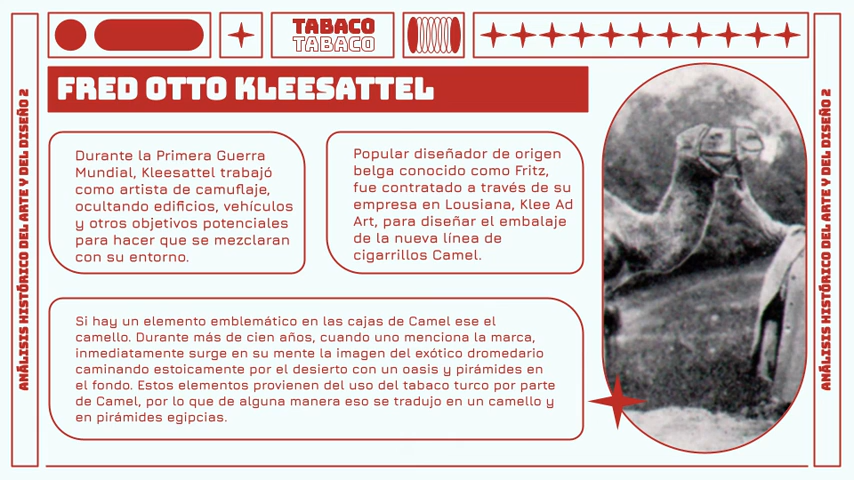 TABACO
TABACO
FRED OTTO KLEESATTEL
Durante la Primera Guerra
Mundial, Kleesattel trabajó
como artista de camuflaje,
ocultando edificios, vehículos
y otros objetivos potenciales
para hacer que se mezclaran
con su entorno.
Popular diseñador de origen
belga conocido como Fritz,
fue contratado a través de su
empresa en Lousiana, Klee Ad
Art, para diseñar el embalaje
de la nueva línea de
cigarrillos Camel.
Si hay un elemento emblemático en las cajas de Camel ese el
camello. Durante más de cien años, cuando uno menciona la marca,
inmediatamente surge en su mente la imagen del exótico dromedario
caminando estoicamente por el desierto con un oasis y pirámides en
el fondo. Estos elementos provienen del uso del tabaco turco por parte
de Camel, por lo que de alguna manera eso se tradujo en un camello y
en pirámides egipcias.
ANÁLISIS HISTÓRICO DEL ARTE Y DEL DISEÑO 2
ANÁLISIS HISTÓRICO DEL ARTE Y DEL DISEÑO 2